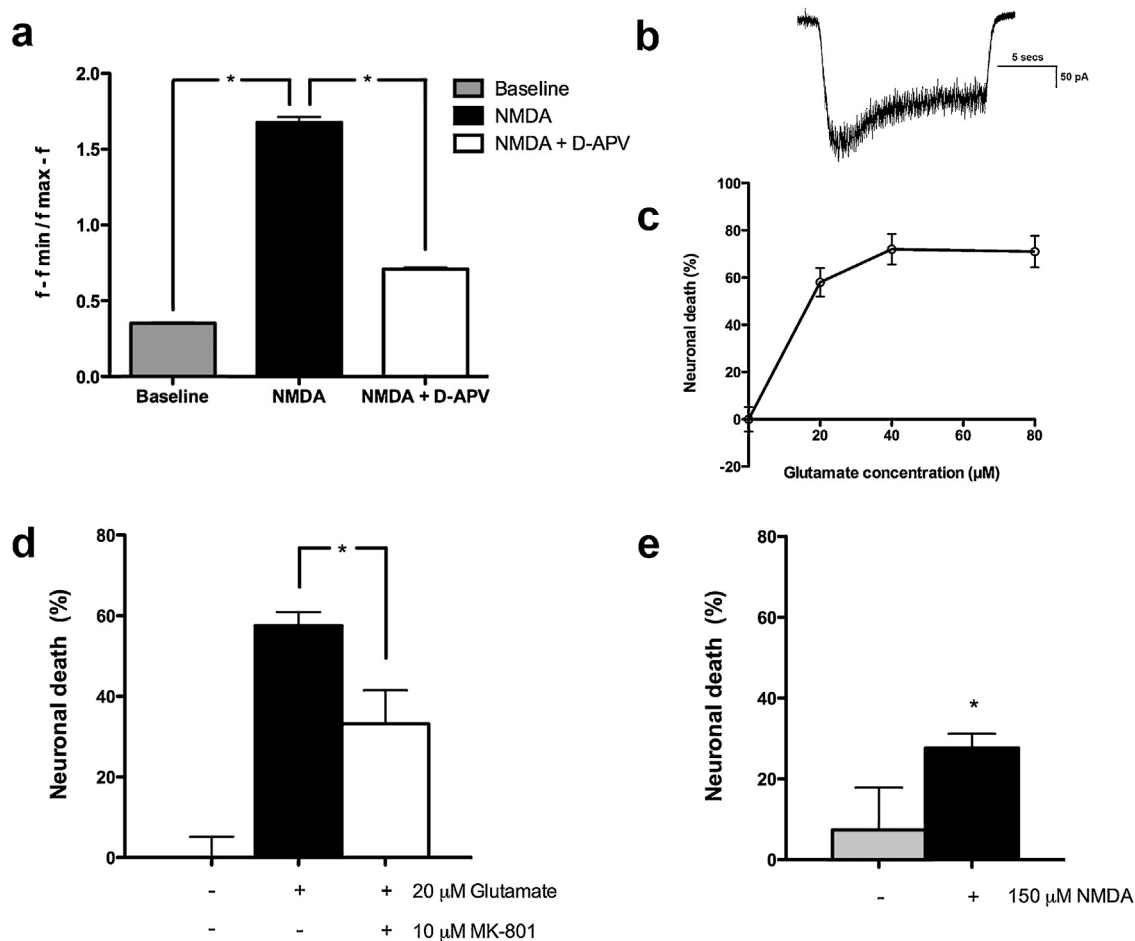 a
2.0
1.5
1.0
0.5
0.0
f - f min / f max - f
* *
Baseline
NMDA
NMDA + D-APV
Baseline NMDA NMDA + D-APV
b
5 secs
50 pA
c
100
80
60
40
20
0
-20
Neuronal death (%)
20 40 60 80
Glutamate concentration (µM)
d
80
60
40
20
0
Neuronal death (%)
*
- + + 20 µM Glutamate
- - + 10 µM MK-801
e
80
60
40
20
0
Neuronal death (%)
*
- + 150 µM NMDA